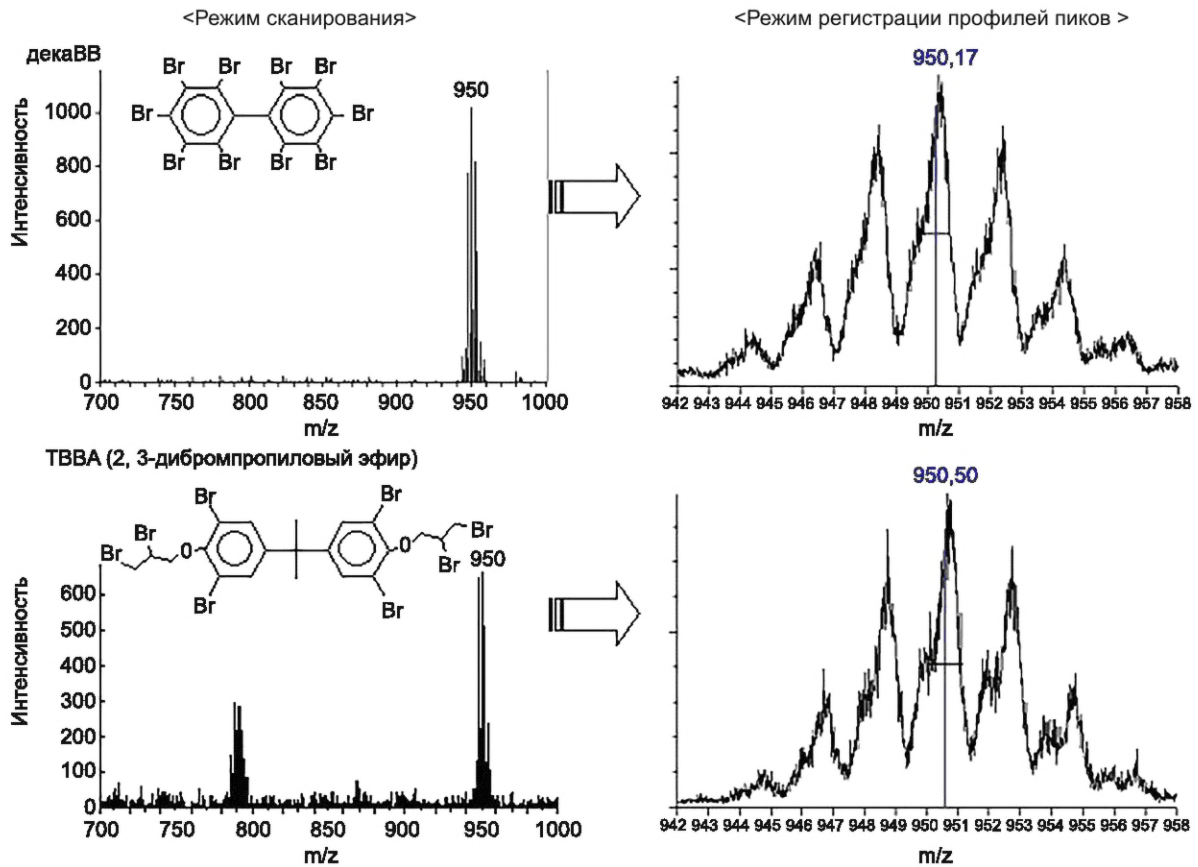 <Режим сканирования>
<Режим регистрации профилей пиков >
декаВВ
Br Br Br Br
Br Br
Br Br Br Br
950
Интенсивность
1000
800
600
400
200
0
700 750 800 850 900 950 1000
m/z
950,17
942 943 944 945 946 947 948 949 950 951 952 953 954 955 956 957 958
m/z
ТВВА (2, 3-дибромпропиловый эфир)
Br Br
Br Br
Br O O Br
Br Br
950
Интенсивность
600
500
400
300
200
100
0
700 750 800 850 900 950 1000
m/z
950,50
942 943 944 945 946 947 948 949 950 951 952 953 954 955 956 957 958
m/z